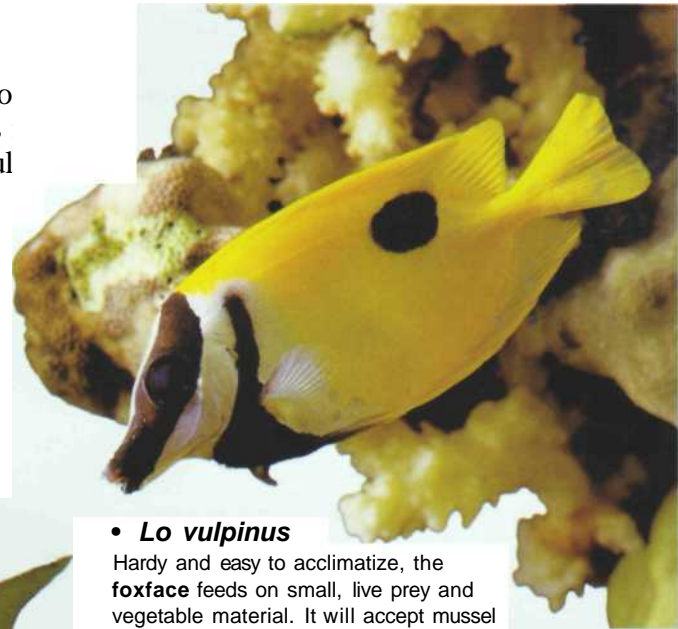 o
ul
• Lo vulpinus
Hardy and easy to acclimatize, the
foxface feeds on small, live prey and
vegetable material. It will accept mussel